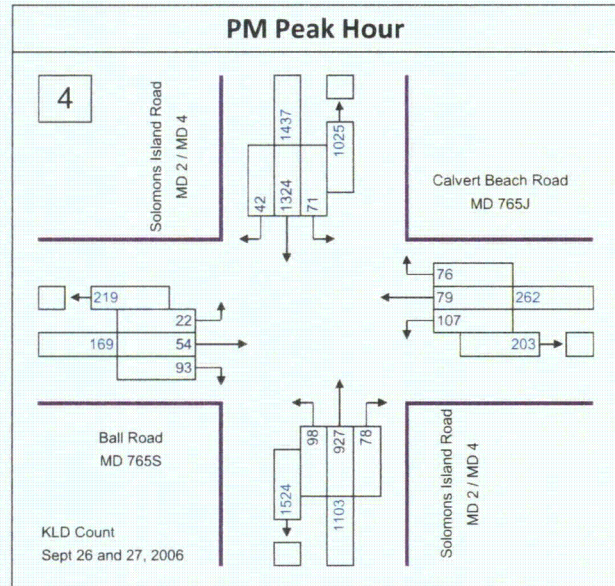 PM Peak Hour
4
Solomons Island Road
MD 2 / MD 4
1437
1025
42
1324
71
Calvert Beach Road
MD 765J
219
22
169
54
93
76
79
262
107
203
Ball Road
MD 765S
98
927
78
1524
1103
Solomons Island Road
MD 2 / MD 4
KLD Count
Sept 26 and 27, 2006